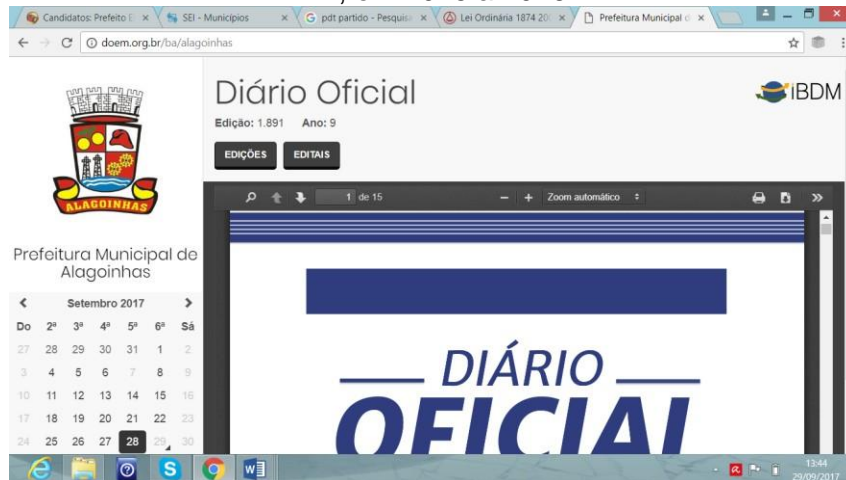 Candidatos: Prefeito E
SEI - Municípios
pdt partido - Pesquis
Lei Ordinária 1874 20
Prefeitura Municipal d
doem.org.br/ba/alagoinhas
ALAGOINHAS
Prefeitura Municipal de
Alagoinhas
Setembro 2017
Do 2ª 3ª 4ª 5ª 6ª Sá
27 28 29 30 31 1 2
3 4 5 6 7 8 9
10 11 12 13 14 15 16
17 18 19 20 21 22 23
24 25 26 27 28 29 30
Diário Oficial
Edição: 1.891 Ano: 9
EDIÇÕES EDITAIS
iBDM
1 de 15 Zoom automático
DIÁRIO
OFICIAL
13:44
29/09/2017